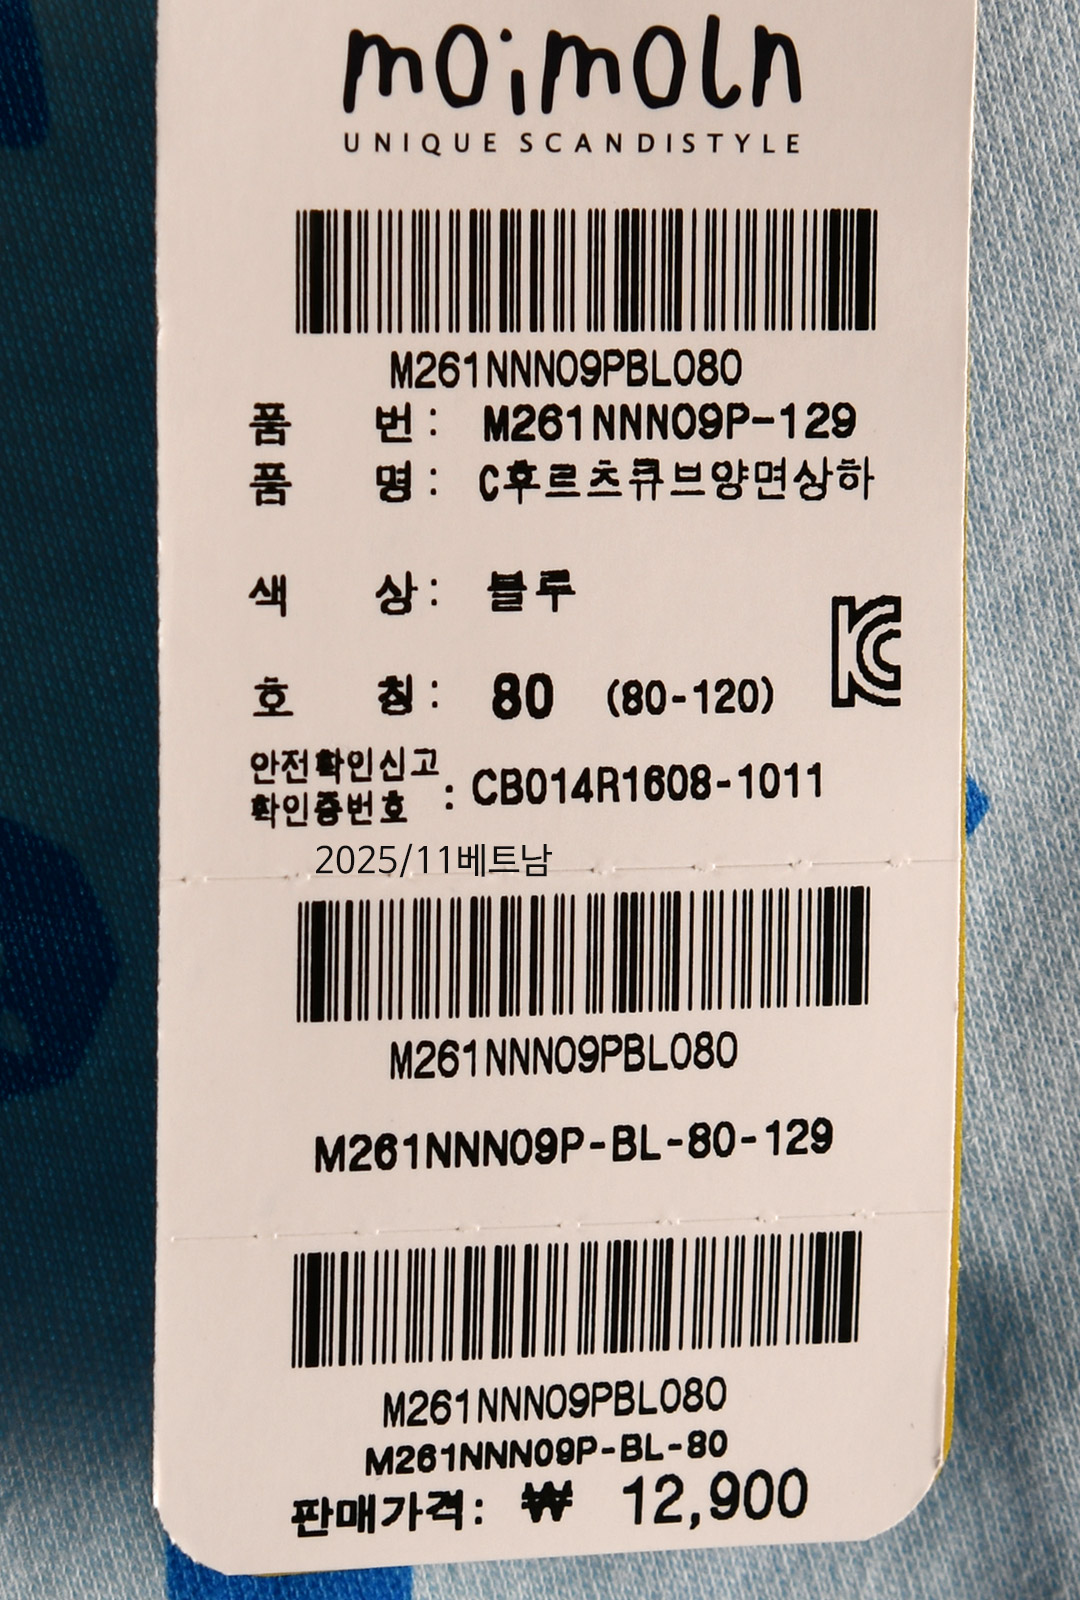 moimoln
UNIQUE SCANDISTYLE
M261NNN09PBL080
품 번 : M261NNN09P-129
품 명 : C후르츠큐브양면상하
색 상 : 블루
호 칭 : 80 (80-120)
KC
안전확인신고
확인증번호 : CB014R1608-1011
2025/11베트남
M261NNN09PBL080
M261NNN09P-BL-80-129
M261NNN09PBL080
M261NNN09P-BL-80
판매가격: ₩ 12,900